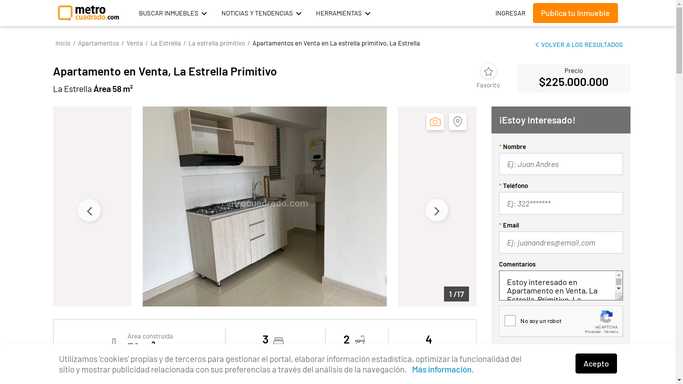 metro
cuadrado.com
BUSCAR INMUEBLES
NOTICIAS Y TENDENCIAS
HERRAMIENTAS
INGRESAR
Publica tu Inmueble
Inicio / Apartamentos / Venta / La Estrella / La estrella primitivo / Apartamentos en Venta en La estrella primitivo, La Estrella
VOLVER A LOS RESULTADOS
Apartamento en Venta, La Estrella Primitivo
La Estrella Área 58 m²
Favorito
Precio
$225.000.000
metrocuadrado.com
1 /17
¡Estoy Interesado!
* Nombre
Ej: Juan Andres
* Teléfono
Ej: 322*******
* Email
Ej: juanandres@email.com
Comentarios
Estoy interesado en
Apartamento en Venta, La
Estrella Primitivo, La
No soy un robot
reCAPTCHA
Privacidad - Términos
Área construida
3
2
4
Utilizamos 'cookies' propias y de terceros para gestionar el portal, elaborar información estadística, optimizar la funcionalidad del
sitio y mostrar publicidad relacionada con sus preferencias a través del análisis de la navegación. Más información.
Acepto